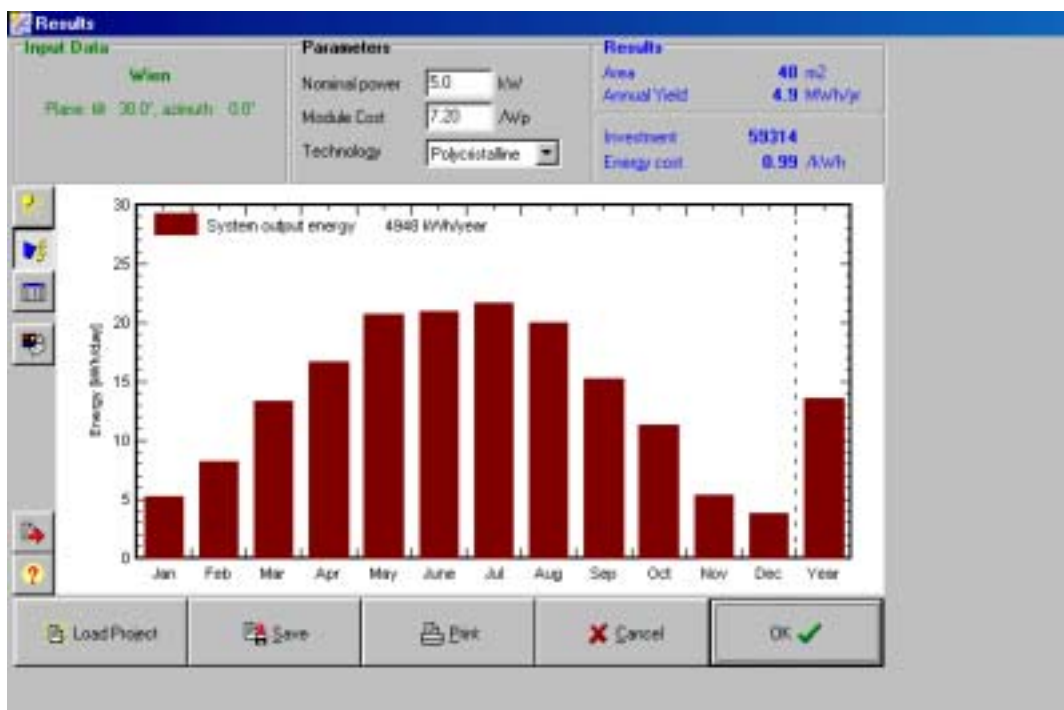 Results
Input Data
Wien
Plane: tilt 30.0°, azimuth 0.0°
Parameters
Nominal power 5.0 kW
Module Cost 7.20 /Wp
Technology Polycristalline
Results
Area 40 m2
Annual Yield 4.9 MWh/yr
Investment 59314
Energy cost 0.99 /kWh
System output energy 4948 kWh/year
Energy [kWh/day]
30
25
20
15
10
5
0
Jan Feb Mar Apr May June Jul Aug Sep Oct Nov Dec Year
Load Project Save Print Cancel OK